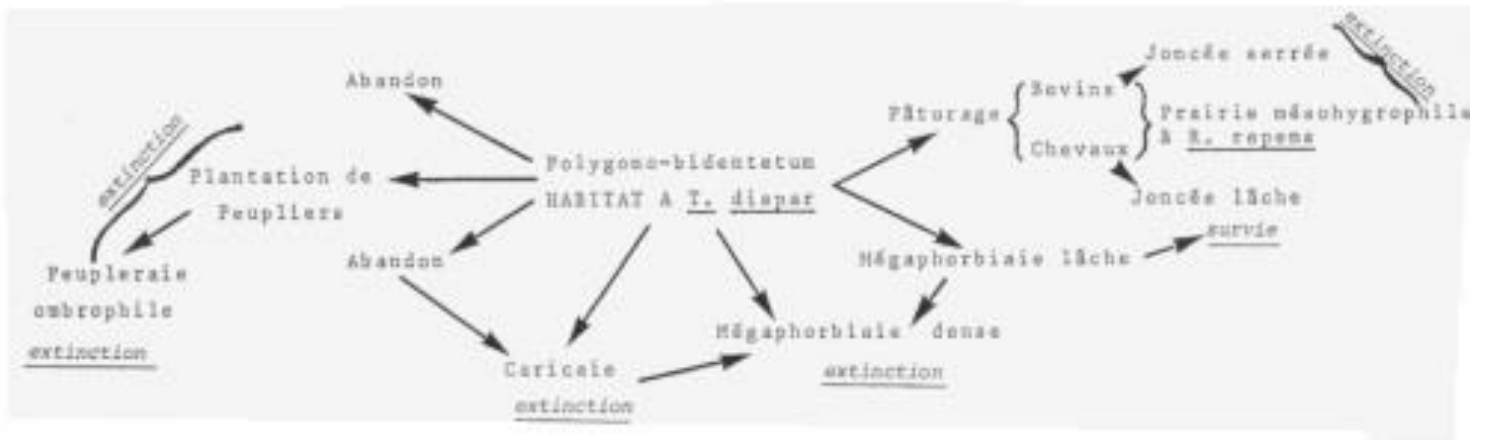 extinction
Joncée serrée
Abandon
Bovins
Pâturage
Prairie mésohygrophile
à R. repens
extinction
Chevaux
Polygono-bidentetum
Plantation de
Peupliers
HABITAT A T. dispar
Joncée lâche
survie
Abandon
Mégaphorbiaie lâche
Peupleraie
ombrophile
Mégaphorbiaie dense
extinction
Caricaie
extinction
extinction